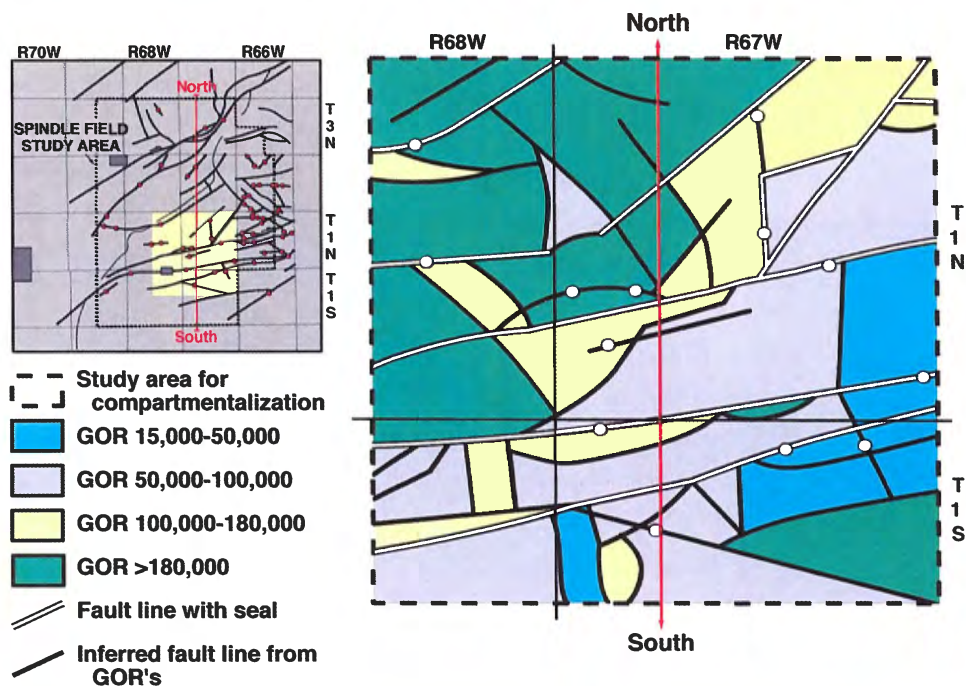 R70W R68W R66W
North
SPINDLE FIELD
STUDY AREA
T
3
N
T
1
N
T
1
S
South
Study area for
compartmentalization
GOR 15,000-50,000
GOR 50,000-100,000
GOR 100,000-180,000
GOR >180,000
Fault line with seal
Inferred fault line from
GOR's
North
R68W R67W
T
1
N
T
1
S
South